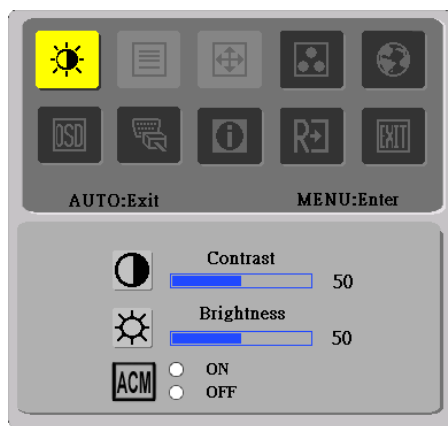 OSD
i
R
EXIT
AUTO:Exit MENU:Enter
Contrast
50
Brightness
50
ACM
ON
OFF